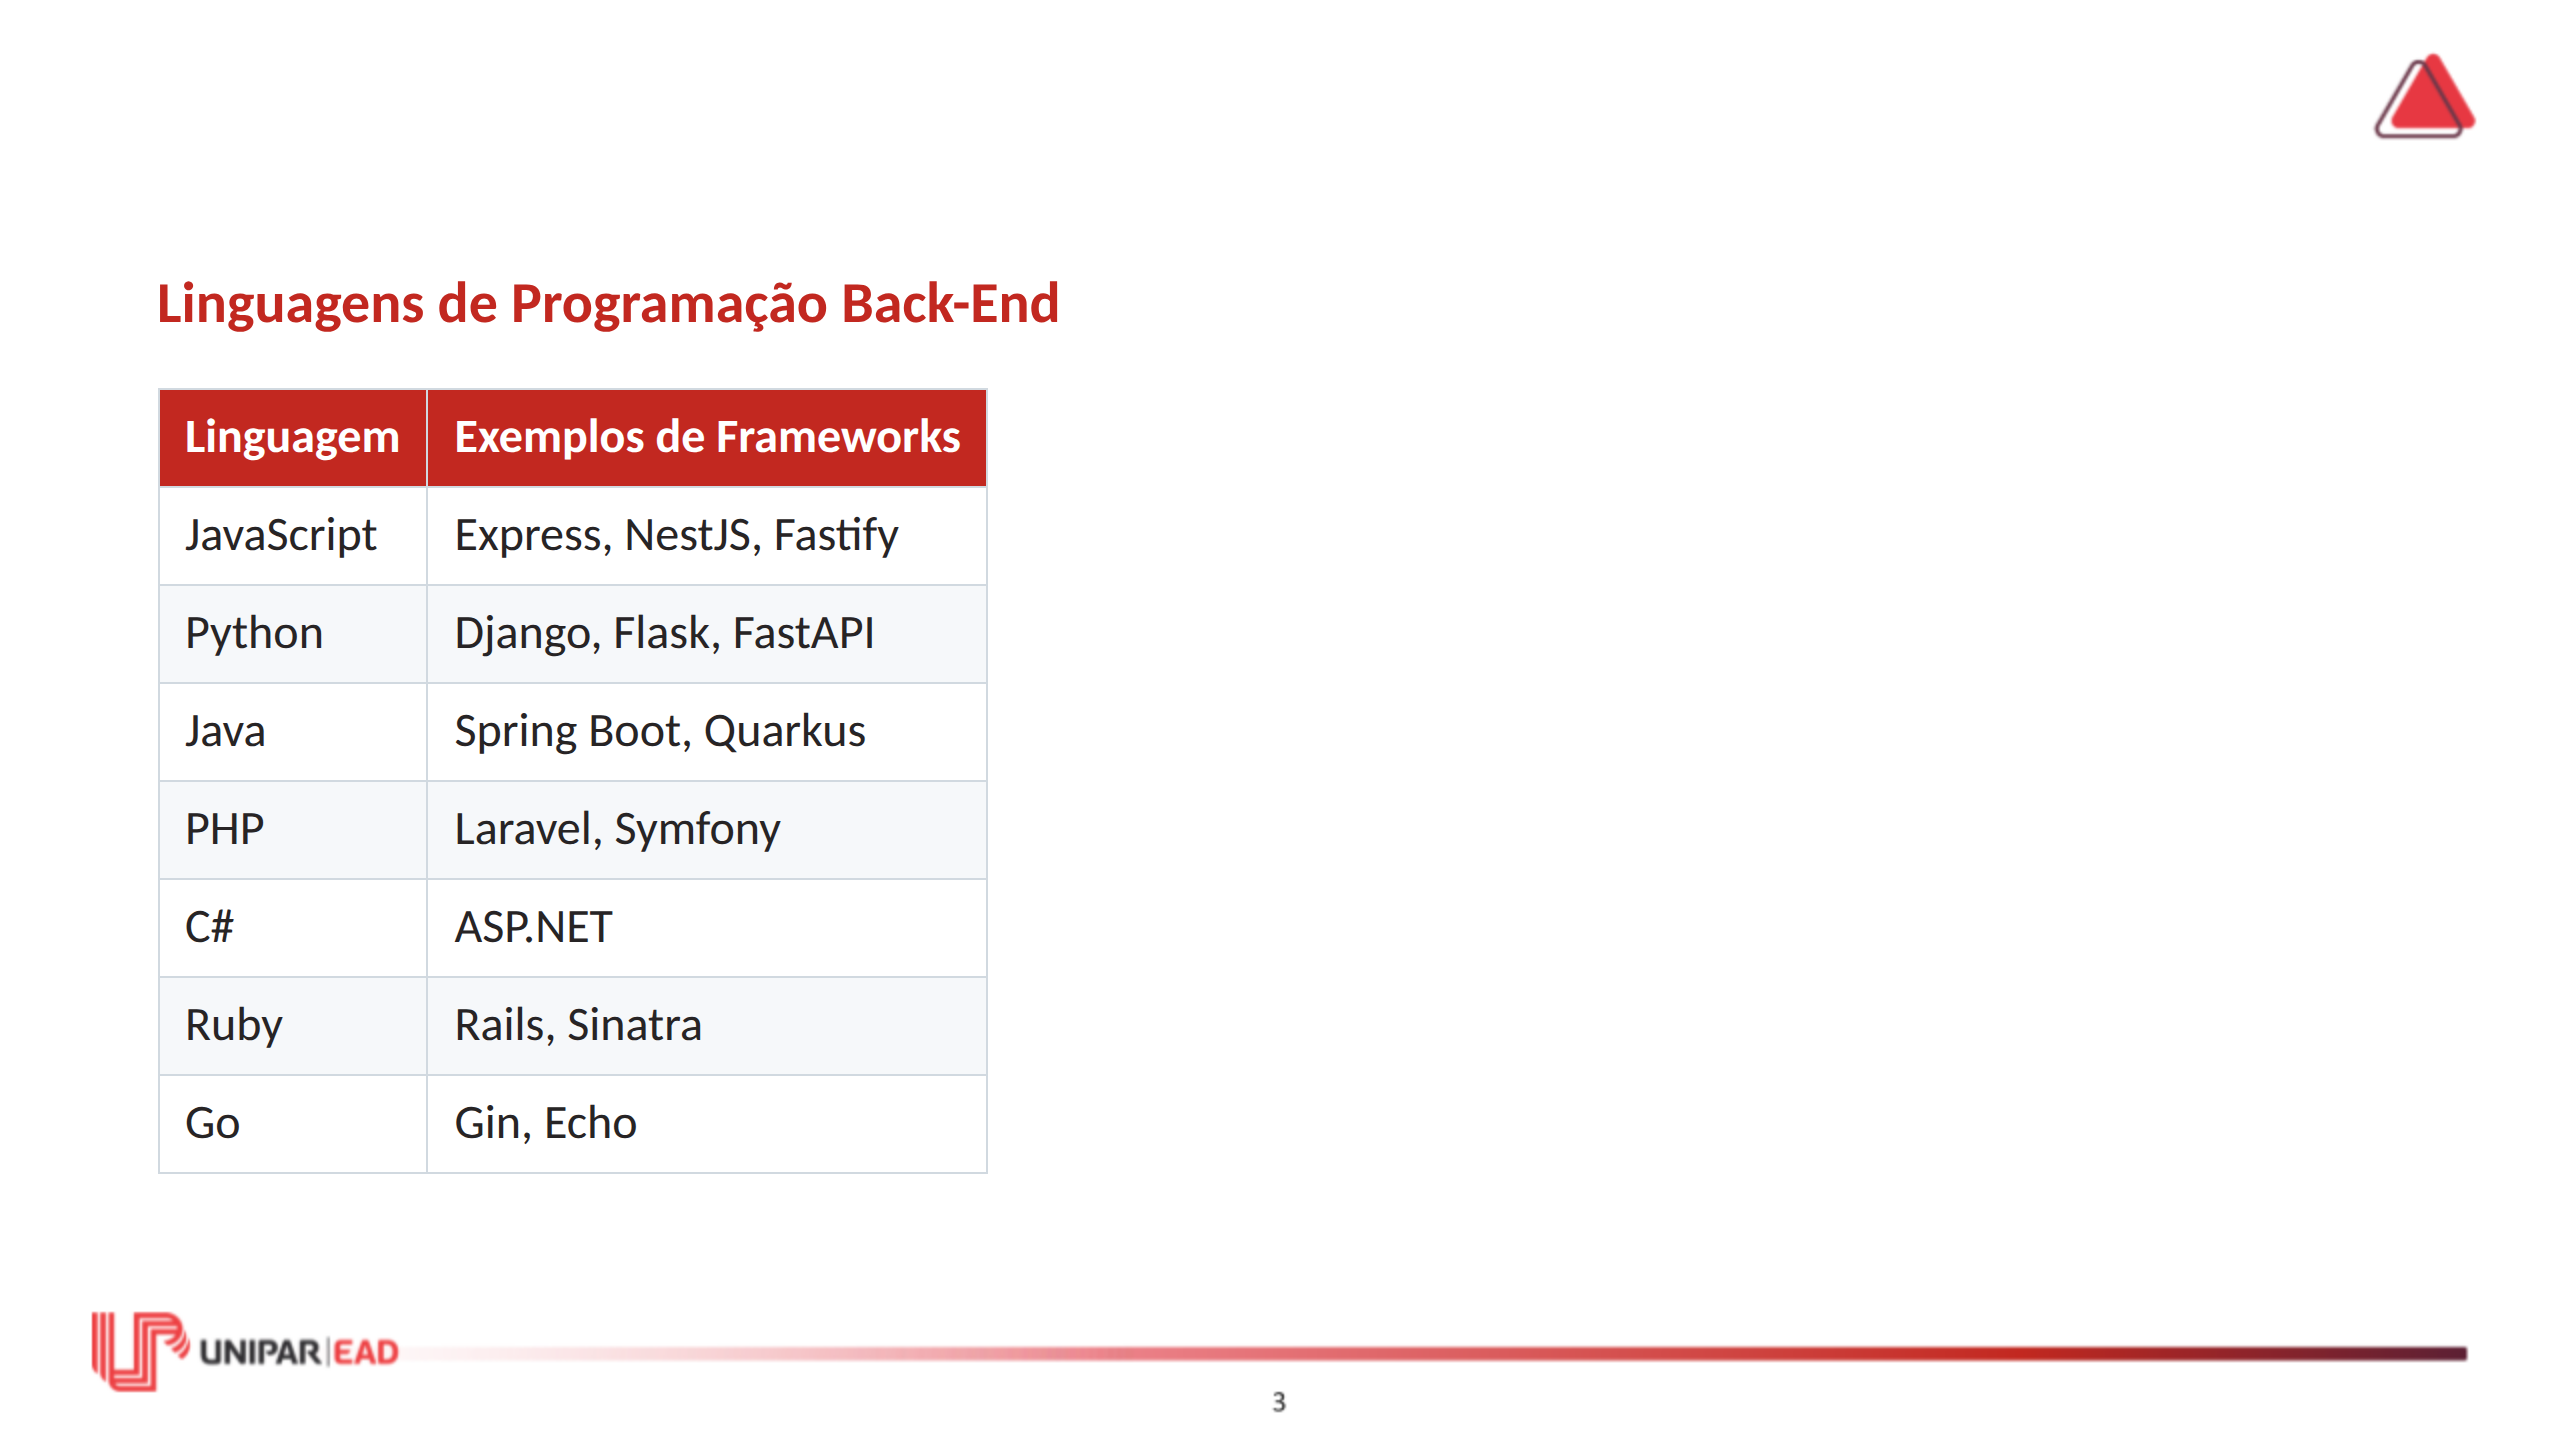 Linguagens de Programação Back-End
Linguagem Exemplos de Frameworks
JavaScript Express, NestJS, Fastify
Python Django, Flask, FastAPI
Java Spring Boot, Quarkus
PHP Laravel, Symfony
C# ASP.NET
Ruby Rails, Sinatra
Go Gin, Echo
UNIPAR|EAD
3